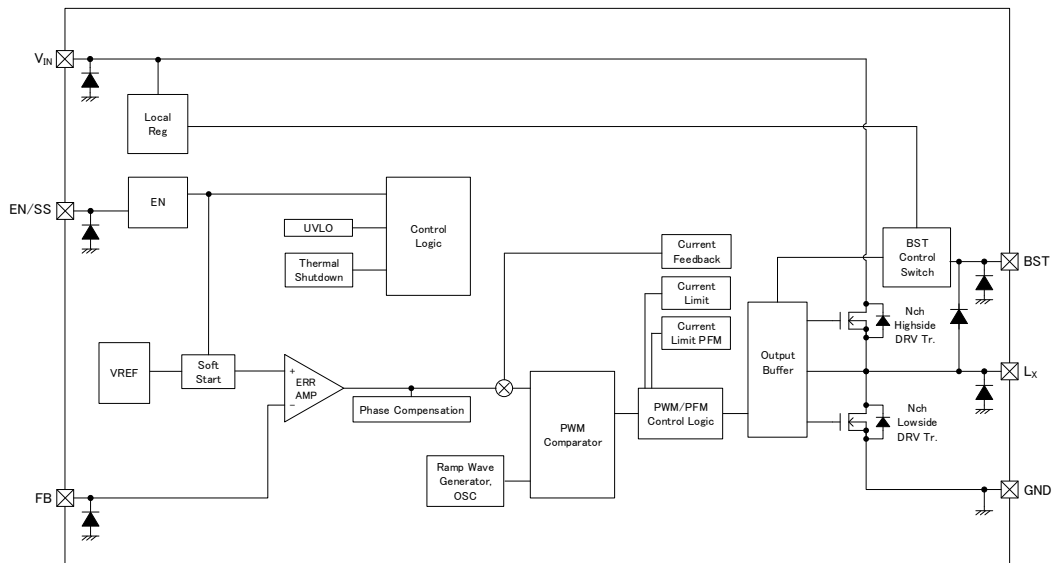 VIN
Local
Reg
EN/SS
EN
UVLO
Thermal
Shutdown
Control
Logic
Current
Feedback
Current
Limit
Current
Limit PFM
BST
Control
Switch
BST
Nch
Highside
DRV Tr.
VREF
Soft
Start
+
ERR
AMP
−
Phase Compensation
PWM
Comparator
PWM/PFM
Control Logic
Output
Buffer
LX
Nch
Lowside
DRV Tr.
Ramp Wave
Generator,
OSC
FB
GND